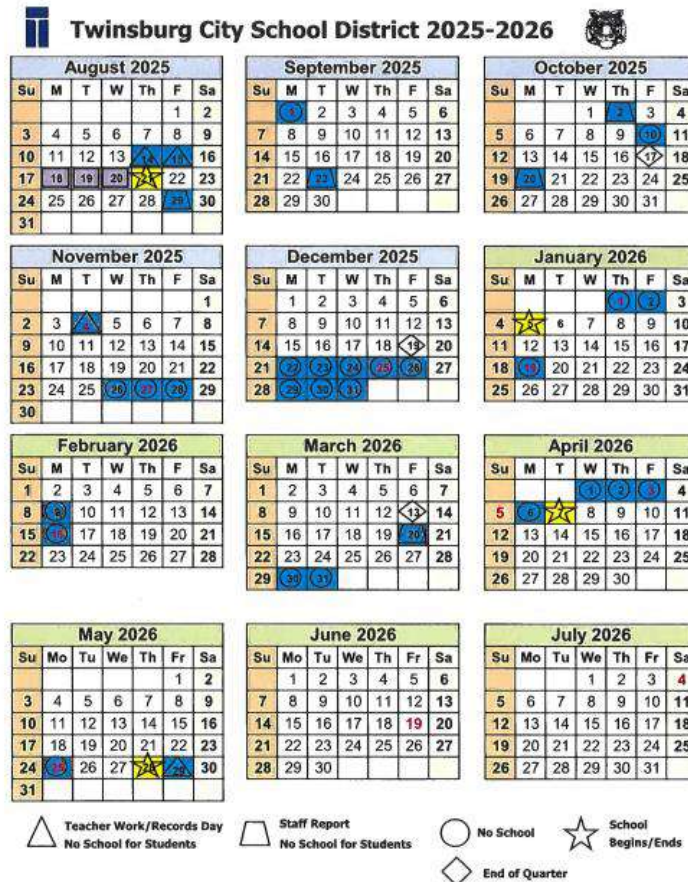 Twinsburg City School District 2025-2026
August 2025 September 2025 October 2025
Su M T W Th F Sa Su M T W Th F Sa Su M T W Th F Sa
1 2 1 2 3 4 5 6 1 2 3 4
3 4 5 6 7 8 9 7 8 9 10 11 12 13 5 6 7 8 9 10 11
10 11 12 13 14 15 16 14 15 16 17 18 19 20 12 13 14 15 16 17 18
17 18 19 20 21 22 23 21 22 23 24 25 26 27 19 20 21 22 23 24 25
24 25 26 27 28 29 30 28 29 30 26 27 28 29 30 31
31
November 2025 December 2025 January 2026
Su M T W Th F Sa Su M T W Th F Sa Su M T W Th F Sa
1 1 2 3 4 5 6 1 2 3
2 3 4 5 6 7 8 7 8 9 10 11 12 13 4 5 6 7 8 9 10
9 10 11 12 13 14 15 14 15 16 17 18 19 20 11 12 13 14 15 16 17
16 17 18 19 20 21 22 21 22 23 24 25 26 27 18 19 20 21 22 23 24
23 24 25 26 27 28 29 28 29 30 31 25 26 27 28 29 30 31
30
February 2026 March 2026 April 2026
Su M T W Th F Sa Su M T W Th F Sa Su M T W Th F Sa
1 2 3 4 5 6 7 1 2 3 4 5 6 7 1 2 3 4
8 9 10 11 12 13 14 8 9 10 11 12 13 14 5 6 7 8 9 10 11
15 16 17 18 19 20 21 15 16 17 18 19 20 21 12 13 14 15 16 17 18
22 23 24 25 26 27 28 22 23 24 25 26 27 28 19 20 21 22 23 24 25
29 30 31 26 27 28 29 30
May 2026 June 2026 July 2026
Su Mo Tu We Th Fr Sa Su Mo Tu We Th Fr Sa Su Mo Tu We Th Fr Sa
1 2 1 2 3 4 5 6 1 2 3 4
3 4 5 6 7 8 9 7 8 9 10 11 12 13 5 6 7 8 9 10 11
10 11 12 13 14 15 16 14 15 16 17 18 19 20 12 13 14 15 16 17 18
17 18 19 20 21 22 23 21 22 23 24 25 26 27 19 20 21 22 23 24 25
24 25 26 27 28 29 30 28 29 30 26 27 28 29 30 31
31
Teacher Work/Records Day Staff Report No School School
No School for Students No School for Students Begins/Ends
End of Quarter